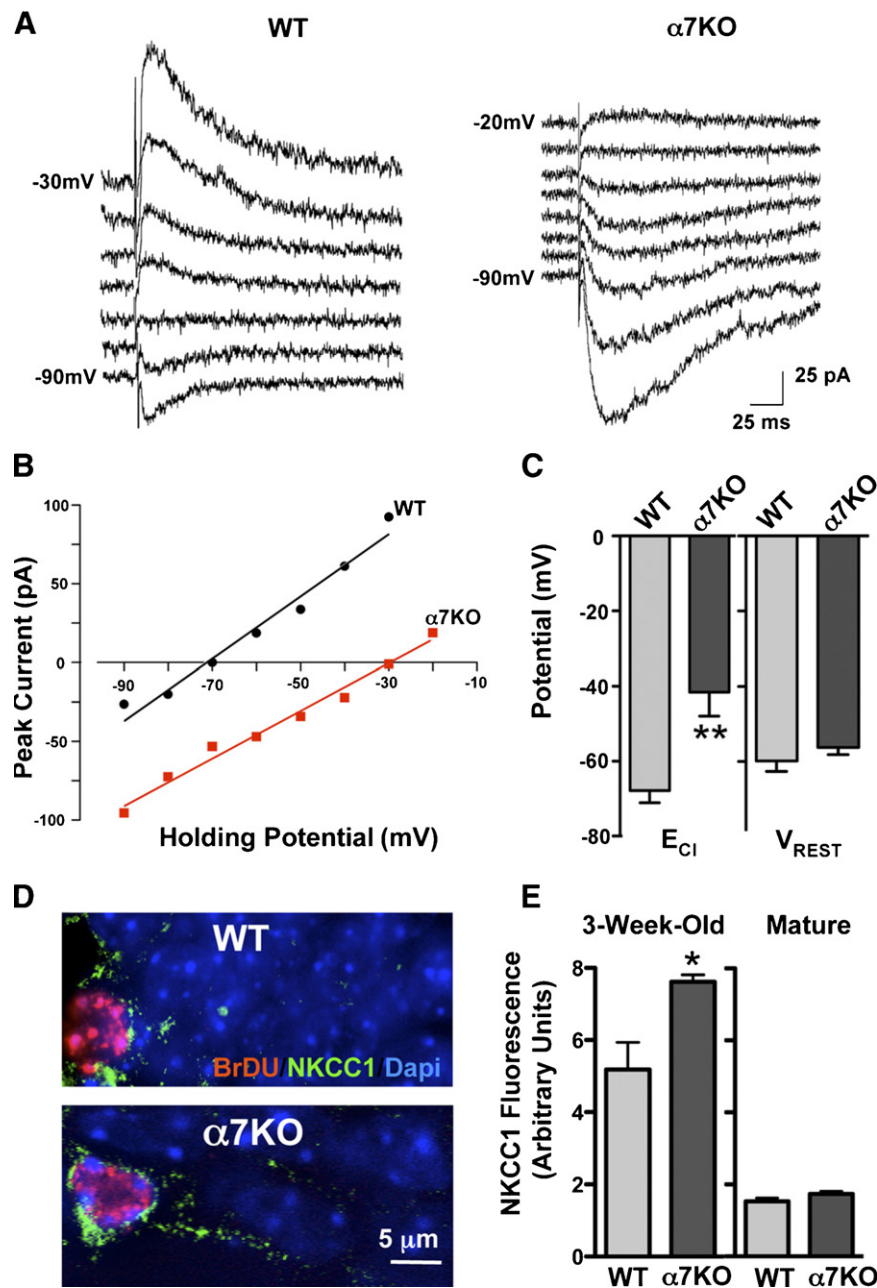 A
WT
α7KO
-30mV
-90mV
-20mV
-90mV
25 pA
25 ms
B
100
50
0
-50
-100
-90
-70
-50
-30
-10
WT
α7KO
Peak Current (pA)
Holding Potential (mV)
C
WT
α7KO
WT
α7KO
0
-20
-40
-60
-80
Potential (mV)
**
ECl
VREST
D
WT
BrDU/NKCC1/Dapi
α7KO
5 μm
E
3-Week-Old
Mature
NKCC1 Fluorescence
(Arbitrary Units)
8
6
4
2
0
*
WT
α7KO
WT
α7KO